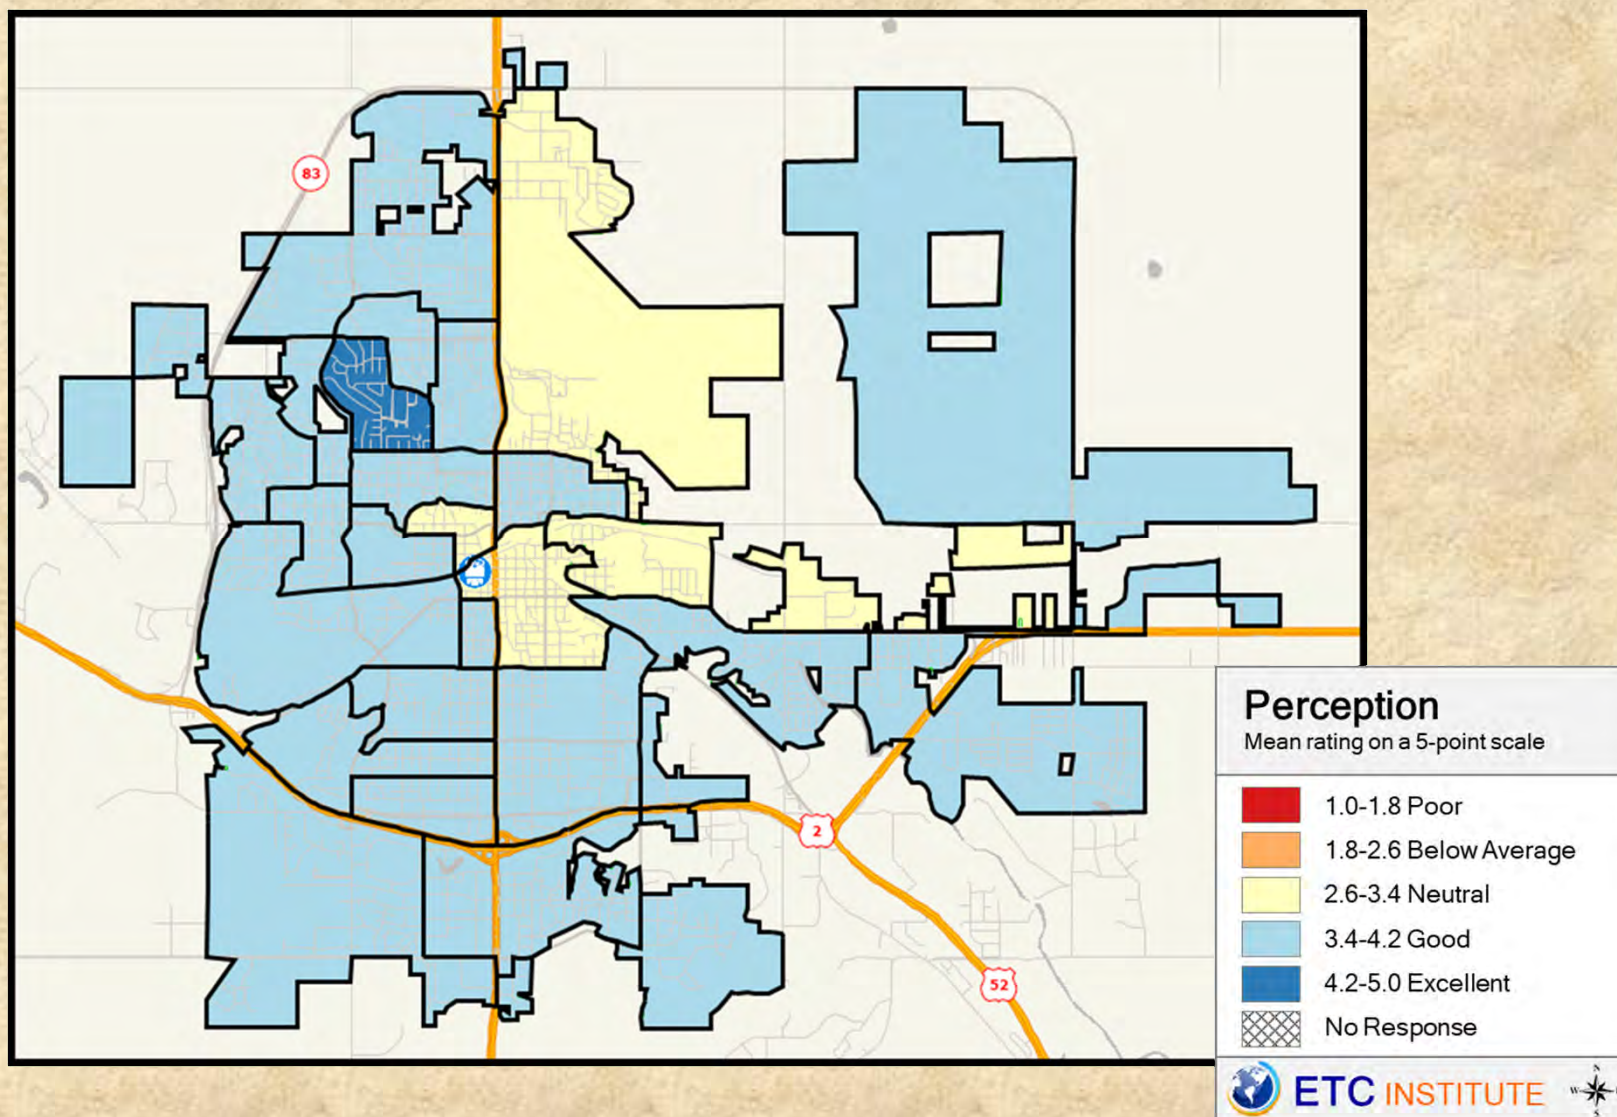 83
2
52
Perception
Mean rating on a 5-point scale
1.0-1.8 Poor
1.8-2.6 Below Average
2.6-3.4 Neutral
3.4-4.2 Good
4.2-5.0 Excellent
No Response
ETC INSTITUTE
N
W
S